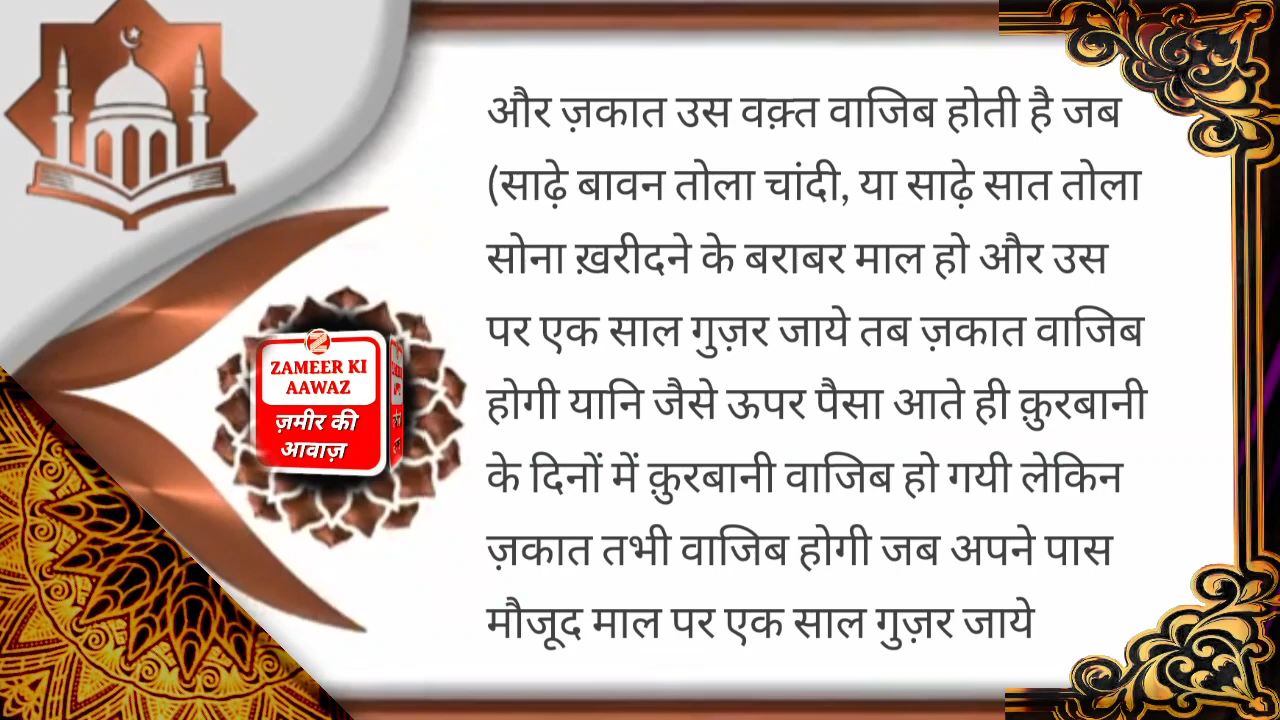 और ज़कात उस वक़्त वाजिब होती है जब
(साढ़े बावन तोला चांदी, या साढ़े सात तोला
सोना ख़रीदने के बराबर माल हो और उस
पर एक साल गुज़र जाये तब ज़कात वाजिब
होगी यानि जैसे ऊपर पैसा आते ही क़ुरबानी
के दिनों में क़ुरबानी वाजिब हो गयी लेकिन
ज़कात तभी वाजिब होगी जब अपने पास
मौजूद माल पर एक साल गुज़र जाये
Z
ZAMEER KI
AAWAZ
ज़मीर की
आवाज़